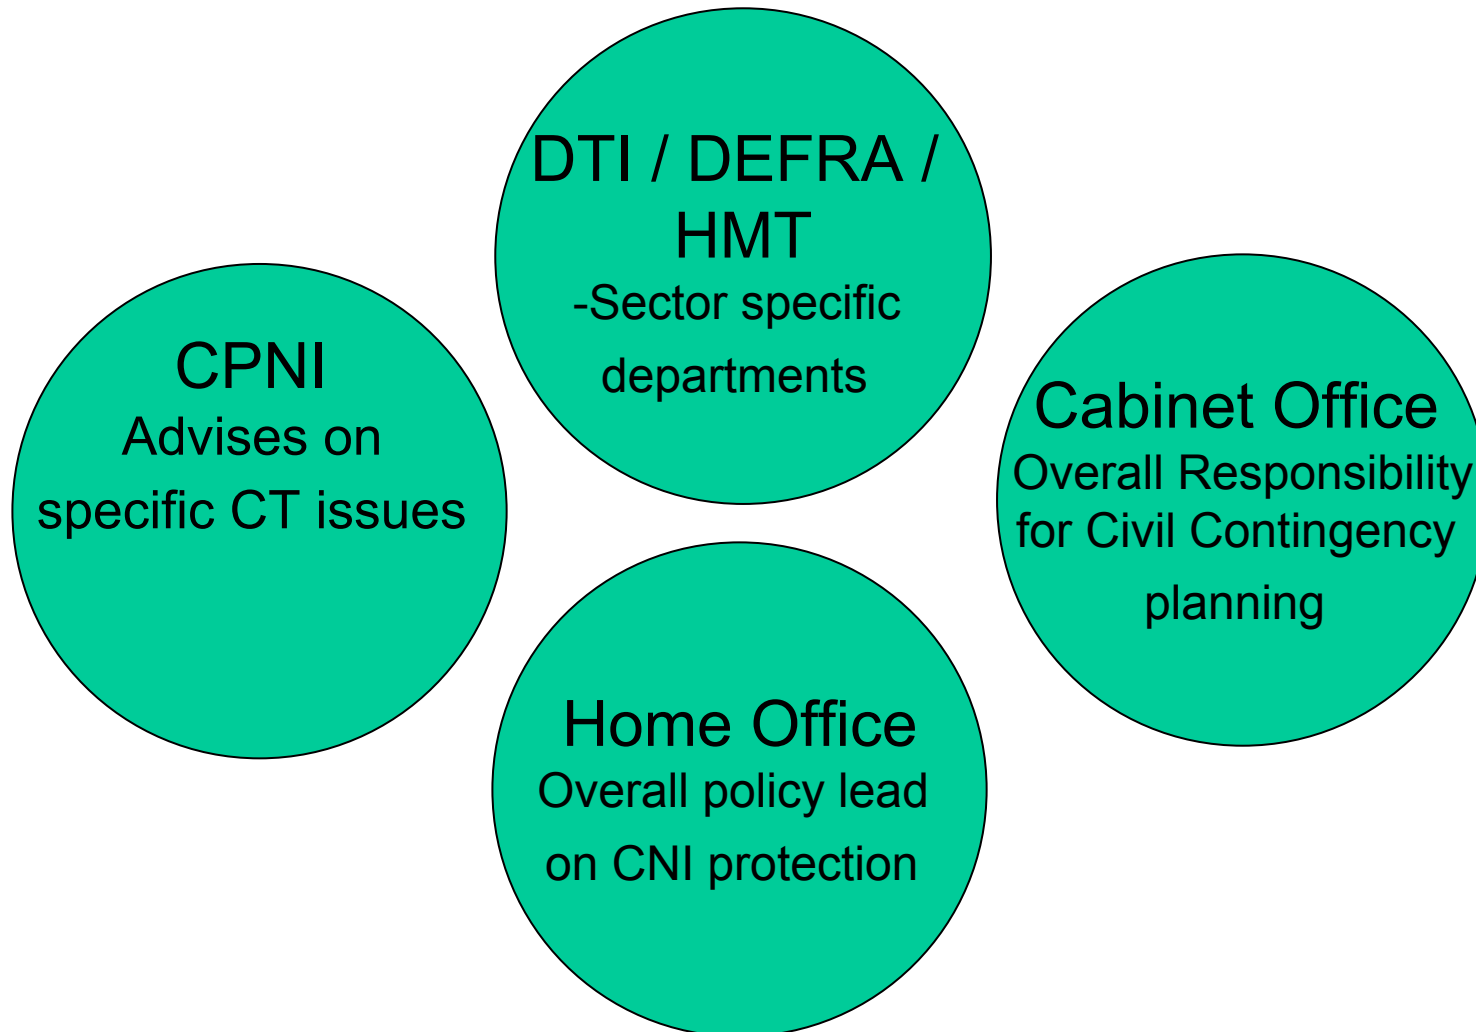 DTI / DEFRA /
HMT
-Sector specific
departments
CPNI
Advises on
specific CT issues
Cabinet Office
Overall Responsibility
for Civil Contingency
planning
Home Office
Overall policy lead
on CNI protection